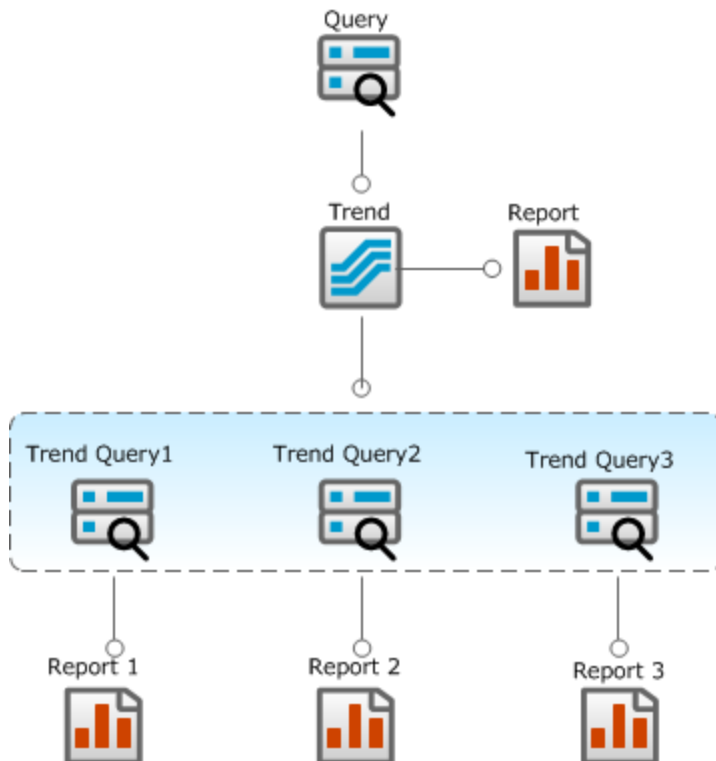 Query
Trend
Report
Trend Query1
Trend Query2
Trend Query3
Report 1
Report 2
Report 3